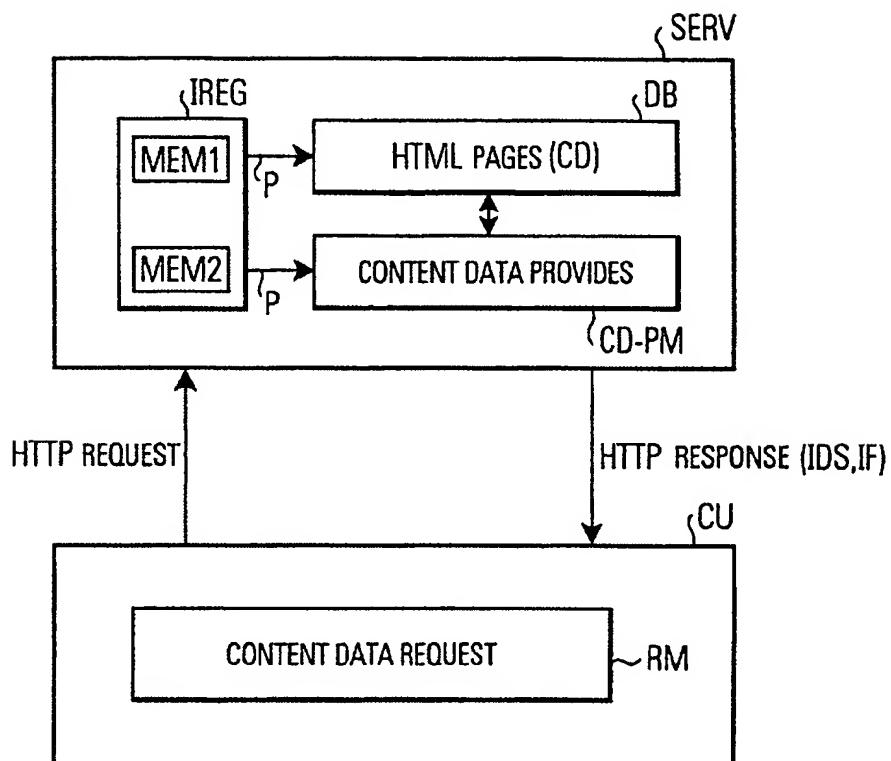 SERV
IREG
DB
MEM1
P
HTML PAGES (CD)
MEM2
P
CONTENT DATA PROVIDES
CD-PM
HTTP REQUEST
HTTP RESPONSE (IDS,IF)
CU
CONTENT DATA REQUEST
RM